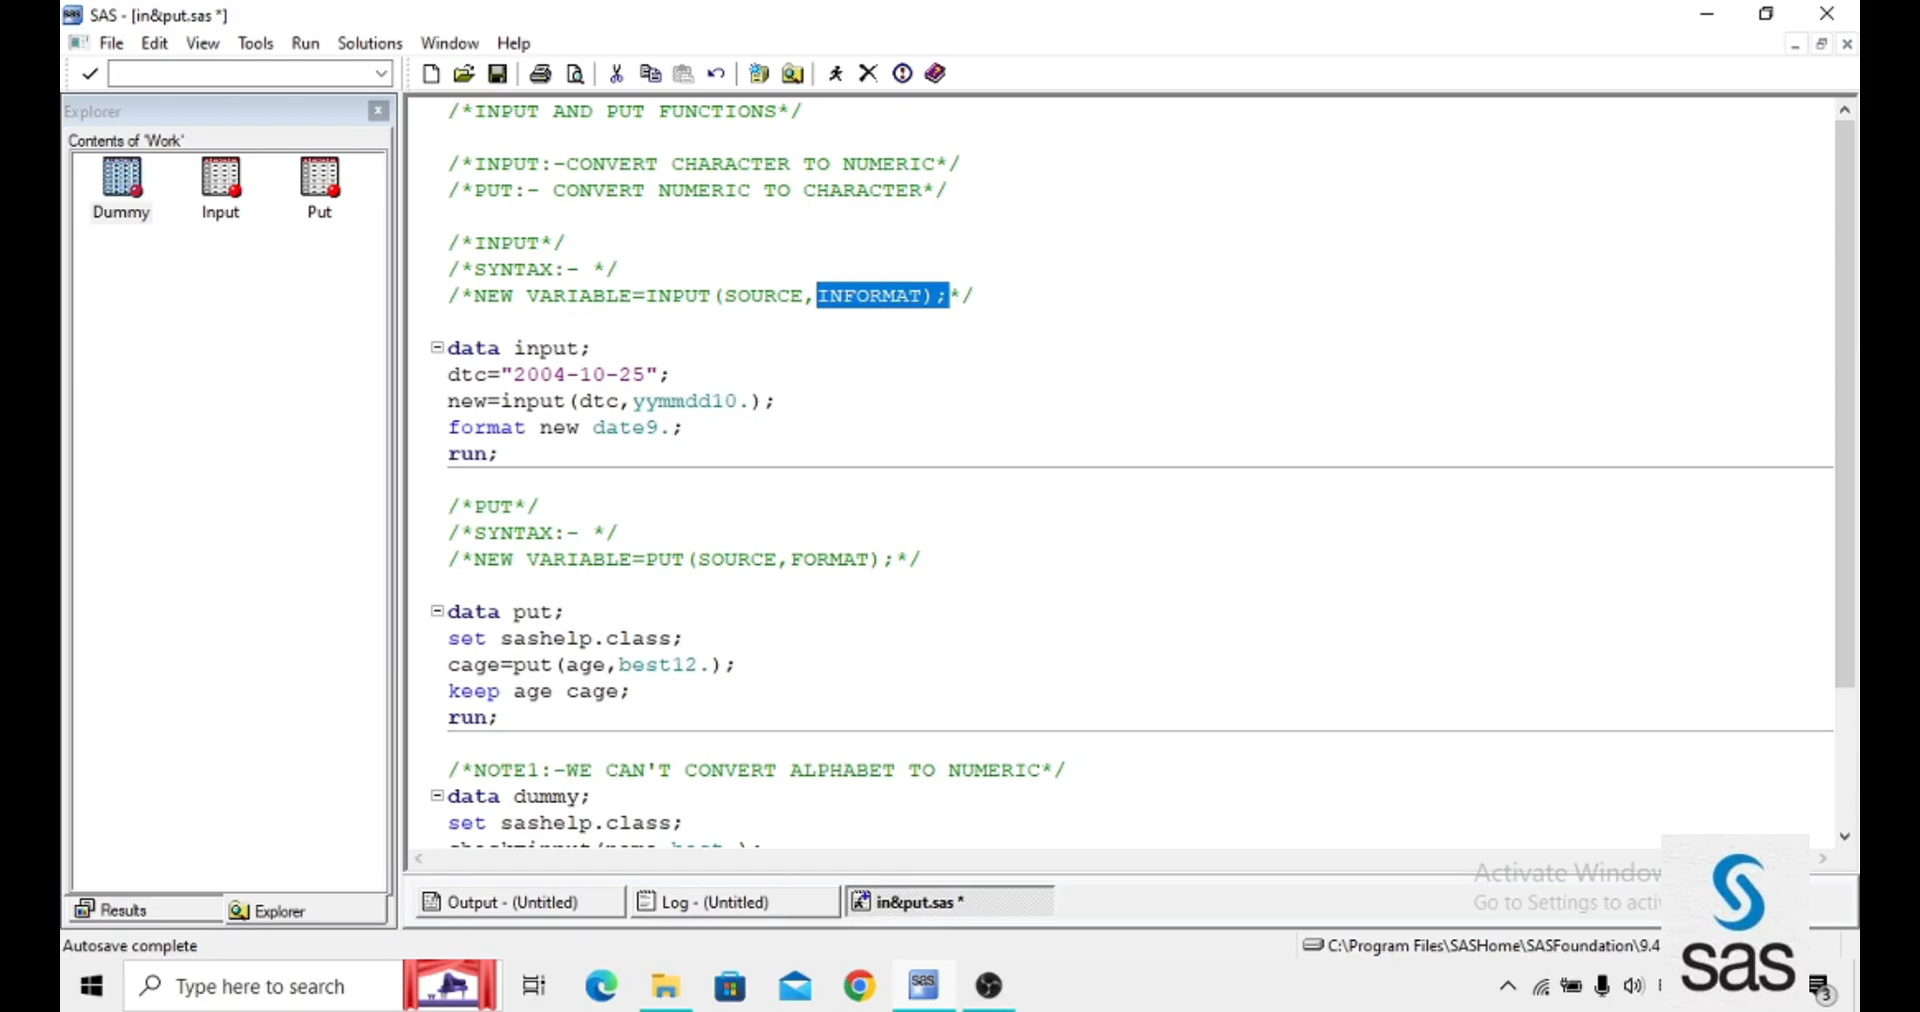 SAS - [in&put.sas *]
File Edit View Tools Run Solutions Window Help
Explorer
Contents of 'Work'
Dummy Input Put
/*INPUT AND PUT FUNCTIONS*/
/*INPUT:-CONVERT CHARACTER TO NUMERIC*/
/*PUT:- CONVERT NUMERIC TO CHARACTER*/
/*INPUT*/
/*SYNTAX:- */
/*NEW VARIABLE=INPUT(SOURCE,INFORMAT);*/
data input;
dtc="2004-10-25";
new=input(dtc,yymmdd10.);
format new date9.;
run;
/*PUT*/
/*SYNTAX:- */
/*NEW VARIABLE=PUT(SOURCE,FORMAT);*/
data put;
set sashelp.class;
cage=put(age,best12.);
keep age cage;
run;
/*NOTE1:-WE CAN'T CONVERT ALPHABET TO NUMERIC*/
data dummy;
set sashelp.class;
Activate Window
Go to Settings to acti
Results Explorer
Output - (Untitled) Log - (Untitled) in&put.sas *
Autosave complete
C:\Program Files\SASHome\SASFoundation\9.4
Type here to search
sas
3